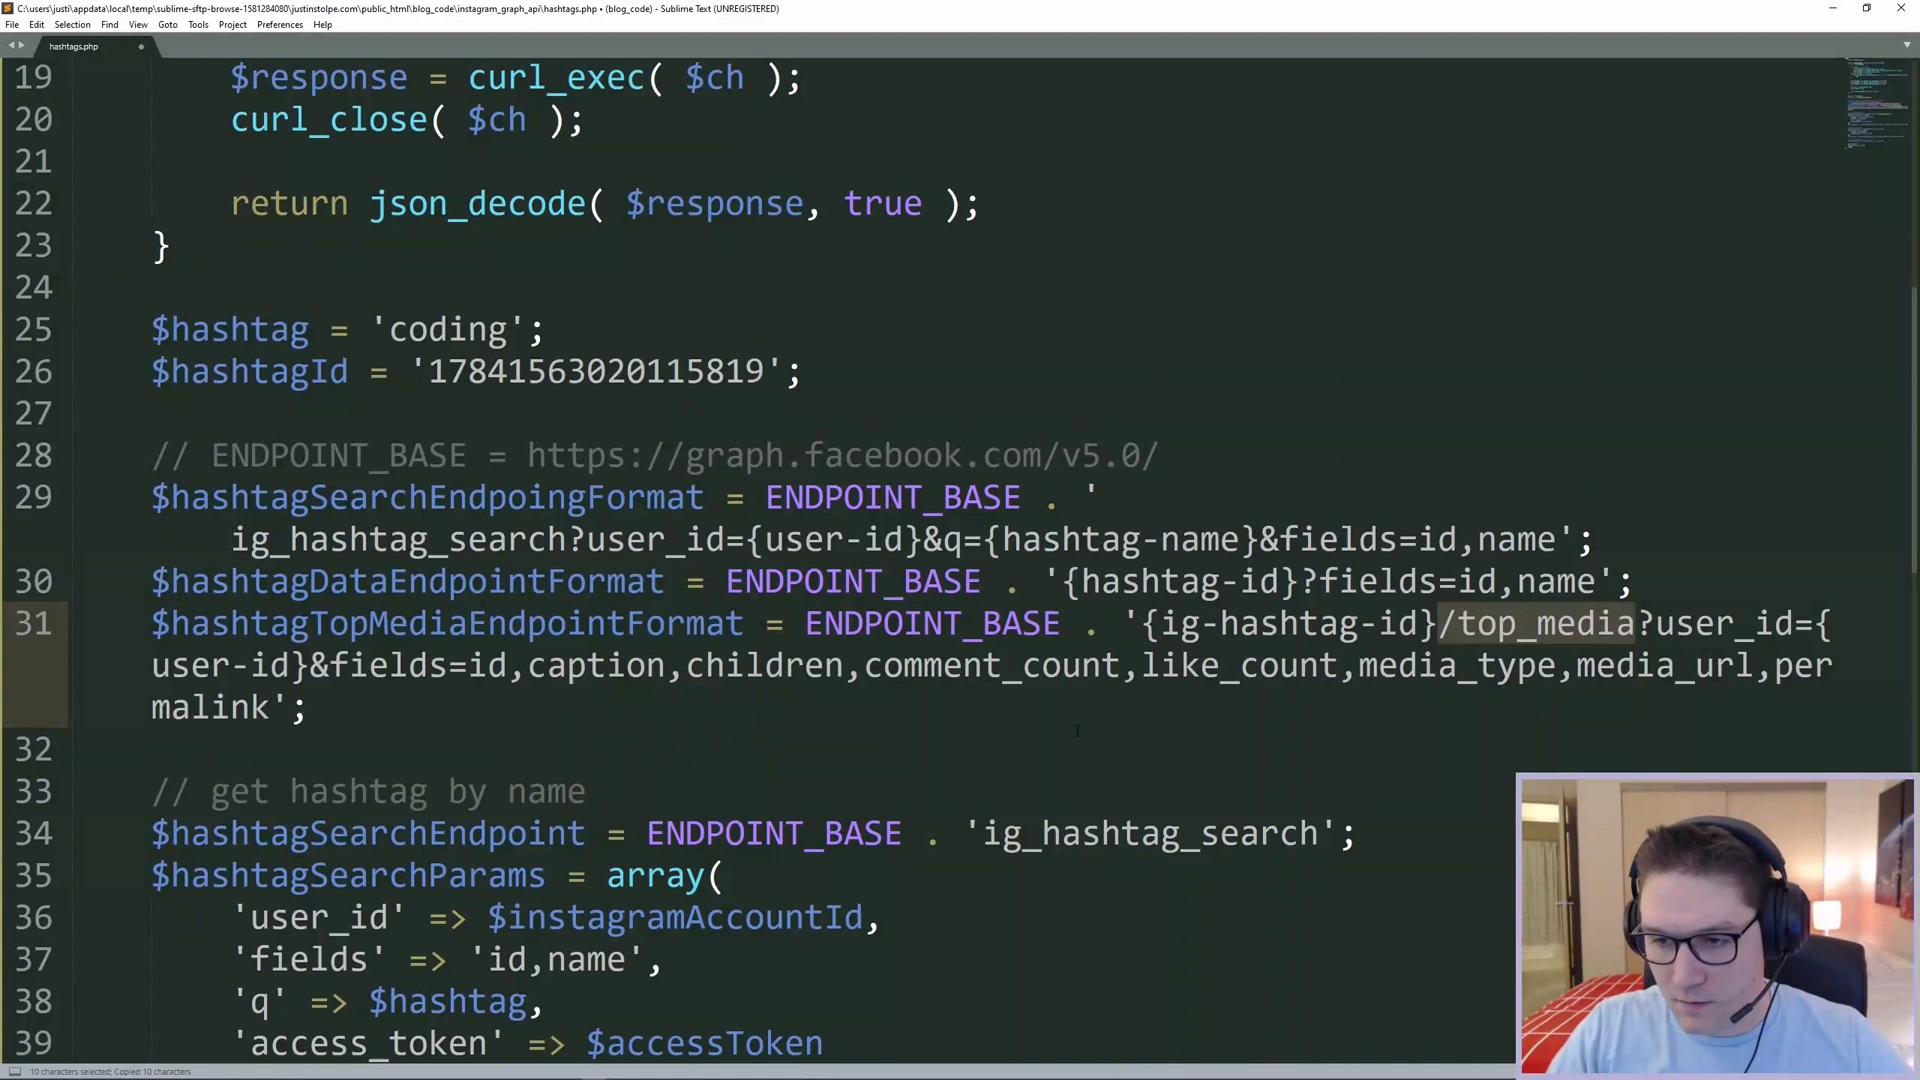 C:\users\justi\appdata\local\temp\sublime-sftp-browse-1581284080\justinstolpe.com\public_html\blog_code\instagram_graph_api\hashtags.php • (blog_code) - Sublime Text (UNREGISTERED)
File Edit Selection Find View Goto Tools Project Preferences Help
hashtags.php
19 $response = curl_exec( $ch );
20 curl_close( $ch );
21
22 return json_decode( $response, true );
23 }
24
25 $hashtag = 'coding';
26 $hashtagId = '17841563020115819';
27
28 // ENDPOINT_BASE = https://graph.facebook.com/v5.0/
29 $hashtagSearchEndpoingFormat = ENDPOINT_BASE . '
ig_hashtag_search?user_id={user-id}&q={hashtag-name}&fields=id,name';
30 $hashtagDataEndpointFormat = ENDPOINT_BASE . '{hashtag-id}?fields=id,name';
31 $hashtagTopMediaEndpointFormat = ENDPOINT_BASE . '{ig-hashtag-id}/top_media?user_id={
user-id}&fields=id,caption,children,comment_count,like_count,media_type,media_url,per
malink';
32
33 // get hashtag by name
34 $hashtagSearchEndpoint = ENDPOINT_BASE . 'ig_hashtag_search';
35 $hashtagSearchParams = array(
36 'user_id' => $instagramAccountId,
37 'fields' => 'id,name',
38 'q' => $hashtag,
39 'access_token' => $accessToken
10 characters selected; Copied 10 characters